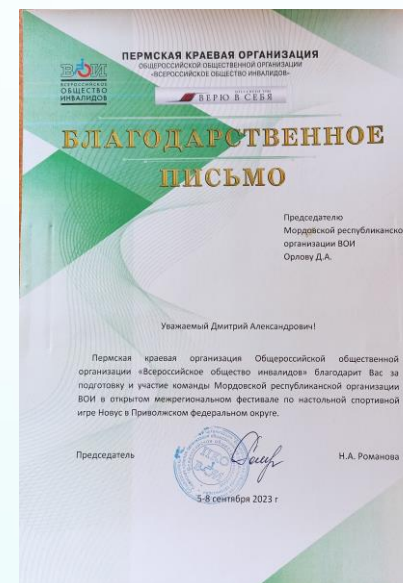 ПЕРМСКАЯ КРАЕВАЯ ОРГАНИЗАЦИЯ
ОБЩЕРОССИЙСКОЙ ОБЩЕСТВЕННОЙ ОРГАНИЗАЦИИ
«ВСЕРОССИЙСКОЕ ОБЩЕСТВО ИНВАЛИДОВ»
ВОИ
ВСЕРОССИЙСКОЕ
ОБЩЕСТВО
ИНВАЛИДОВ
ВЕРЮ В СЕБЯ
БЛАГОДАРСТВЕННОЕ
ПИСЬМО
Председателю
Мордовской республиканско
организации ВОИ
Орлову Д.А.
Уважаемый Дмитрий Александрович!
Пермская краевая организация Общероссийской общественной
организации «Всероссийское общество инвалидов» благодарит Вас за
подготовку и участие команды Мордовской республиканской организации
ВОИ в открытом межрегиональном фестивале по настольной спортивной
игре Новус в Приволжском федеральном округе.
Председатель
Н.А. Романова
ПКО
ВОИ
5-8 сентября 2023 г